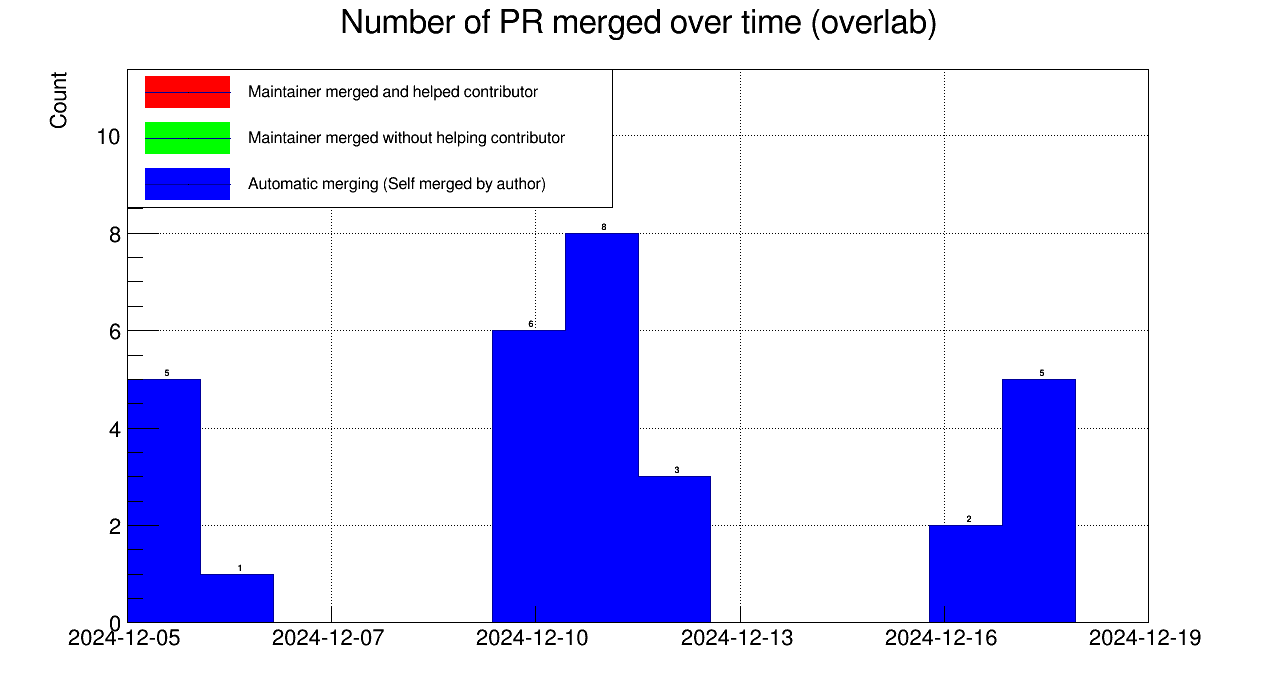 Number of PR merged over time (overlab)
Count
Maintainer merged and helped contributor
Maintainer merged without helping contributor
Automatic merging (Self merged by author)
10
8
6
4
2
0
5
1
6
8
3
2
5
2024-12-05 2024-12-07 2024-12-10 2024-12-13 2024-12-16 2024-12-19